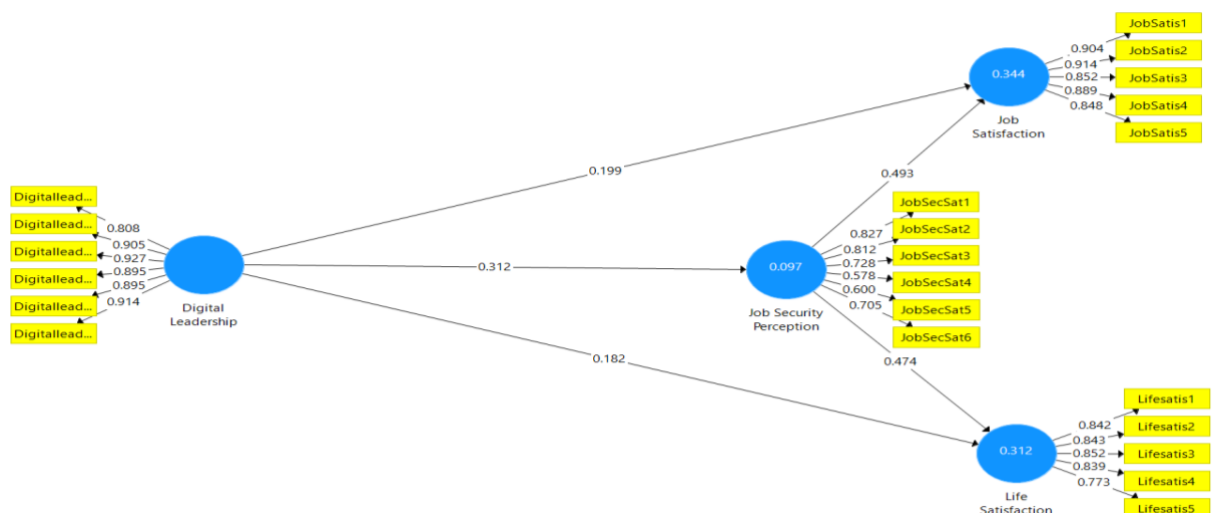 JobSatis1
JobSatis2
JobSatis3
JobSatis4
JobSatis5
0.904
0.914
0.852
0.889
0.848
0.344
Job
Satisfaction
0.199
0.493
Digitallead...
Digitallead...
Digitallead...
Digitallead...
Digitallead...
Digitallead...
0.808
0.905
0.927
0.895
0.895
0.914
Digital
Leadership
0.312
0.097
Job Security
Perception
JobSecSat1
JobSecSat2
JobSecSat3
JobSecSat4
JobSecSat5
JobSecSat6
0.827
0.812
0.728
0.578
0.600
0.705
0.182
0.474
0.312
Life
Satisfaction
0.842
0.843
0.852
0.839
0.773
Lifesatis1
Lifesatis2
Lifesatis3
Lifesatis4
Lifesatis5